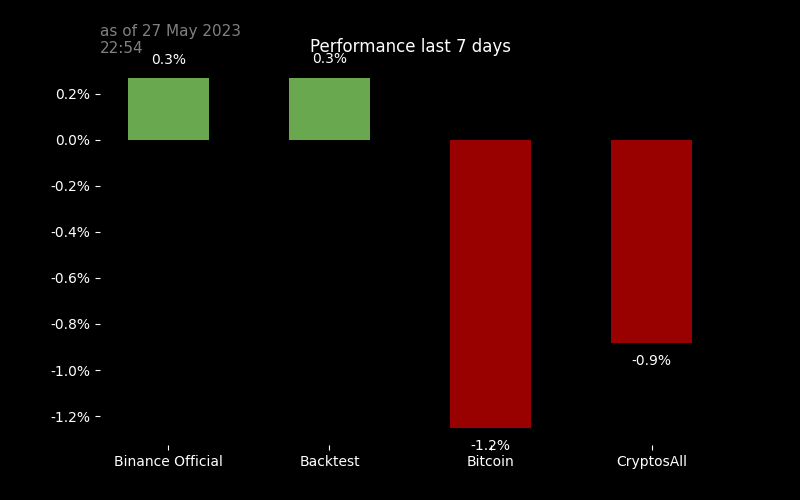 as of 27 May 2023
22:54
Performance last 7 days
0.3%
0.3%
0.2%
0.0%
-0.2%
-0.4%
-0.6%
-0.8%
-0.9%
-1.0%
-1.2%
-1.2%
Binance Official
Backtest
Bitcoin
CryptosAll